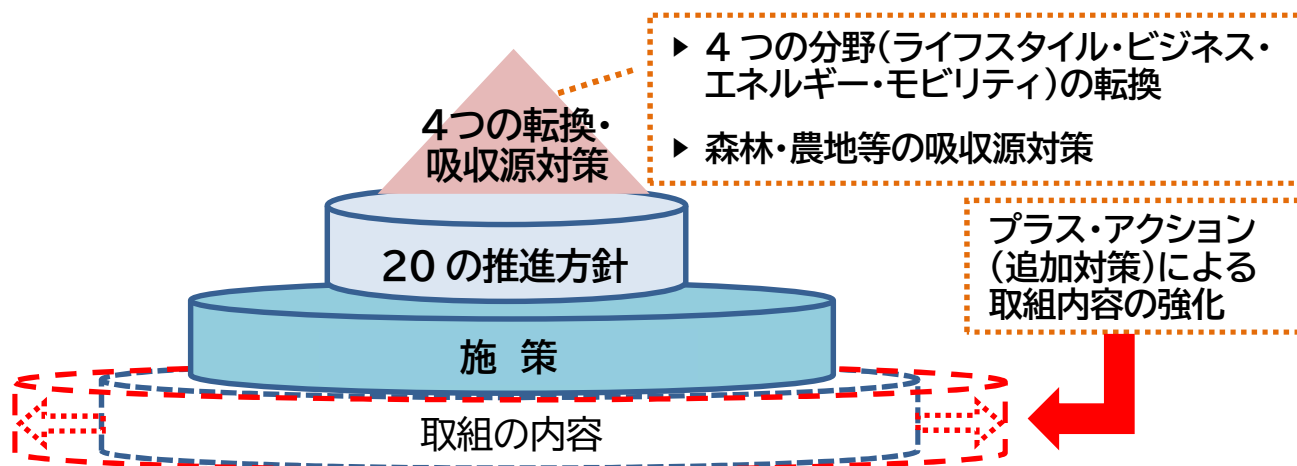 ▶ 4つの分野(ライフスタイル・ビジネス・
エネルギー・モビリティ)の転換
▶ 森林・農地等の吸収源対策
4つの転換・
吸収源対策
20の推進方針
施 策
取組の内容
プラス・アクション
(追加対策)による
取組内容の強化